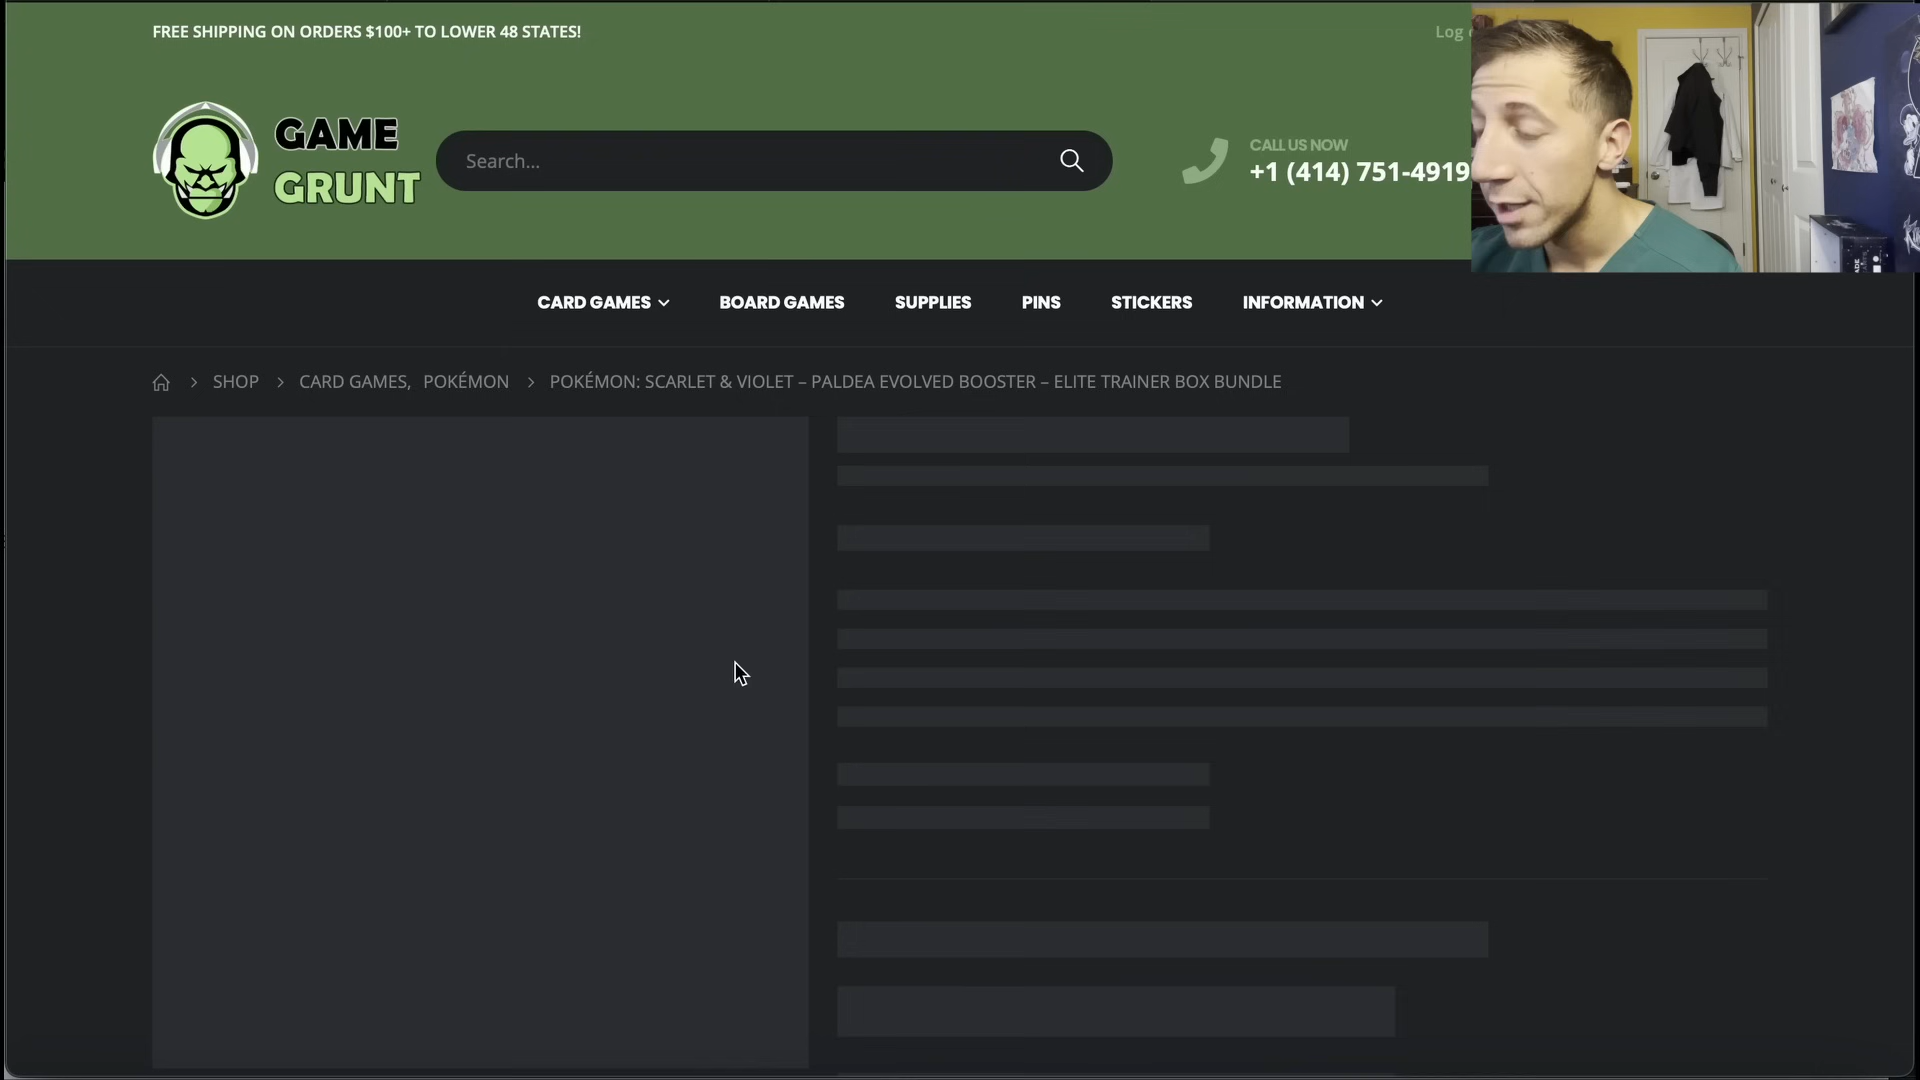 FREE SHIPPING ON ORDERS $100+ TO LOWER 48 STATES!
Log
GAME
GRUNT
Search...
CALL US NOW
+1 (414) 751-4919
CARD GAMES
BOARD GAMES
SUPPLIES
PINS
STICKERS
INFORMATION
SHOP > CARD GAMES, POKÉMON > POKÉMON: SCARLET & VIOLET – PALDEA EVOLVED BOOSTER – ELITE TRAINER BOX BUNDLE